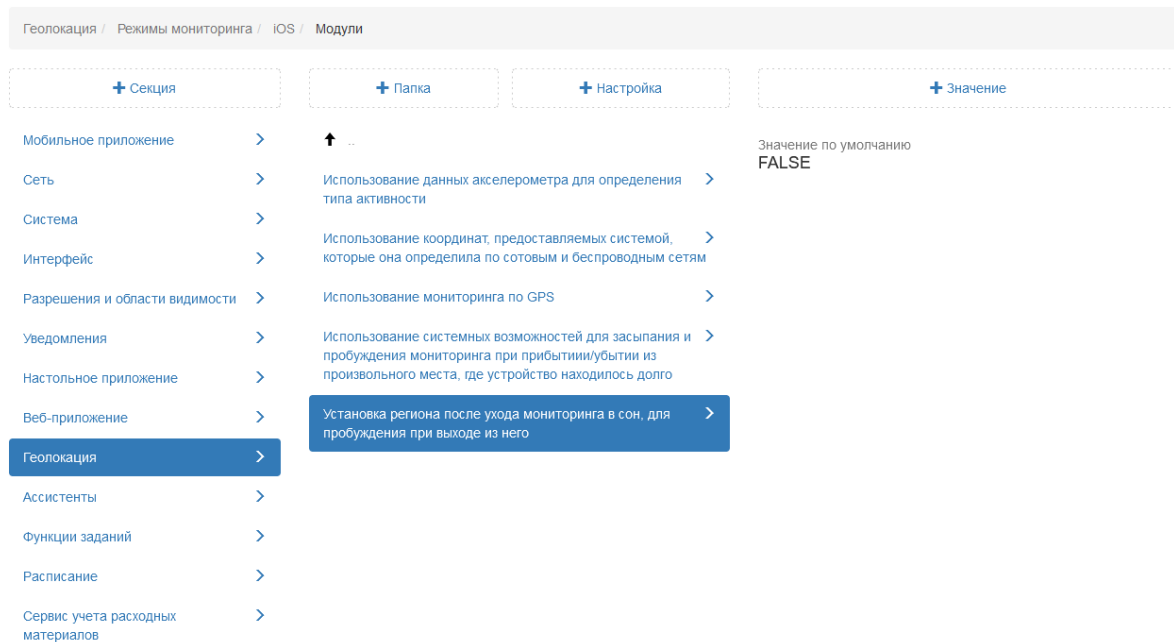 Геолокация / Режимы мониторинга / iOS / Модули
+ Секция
+ Папка
+ Настройка
+ Значение
Мобильное приложение
Сеть
Система
Интерфейс
Разрешения и области видимости
Уведомления
Настольное приложение
Веб-приложение
Геолокация
Ассистенты
Функции заданий
Расписание
Сервис учета расходных
материалов
..
Использование данных акселерометра для определения
типа активности
Использование координат, предоставляемых системой,
которые она определила по сотовым и беспроводным сетям
Использование мониторинга по GPS
Использование системных возможностей для засыпания и
пробуждения мониторинга при прибытиии/убытии из
произвольного места, где устройство находилось долго
Установка региона после ухода мониторинга в сон, для
пробуждения при выходе из него
Значение по умолчанию
FALSE